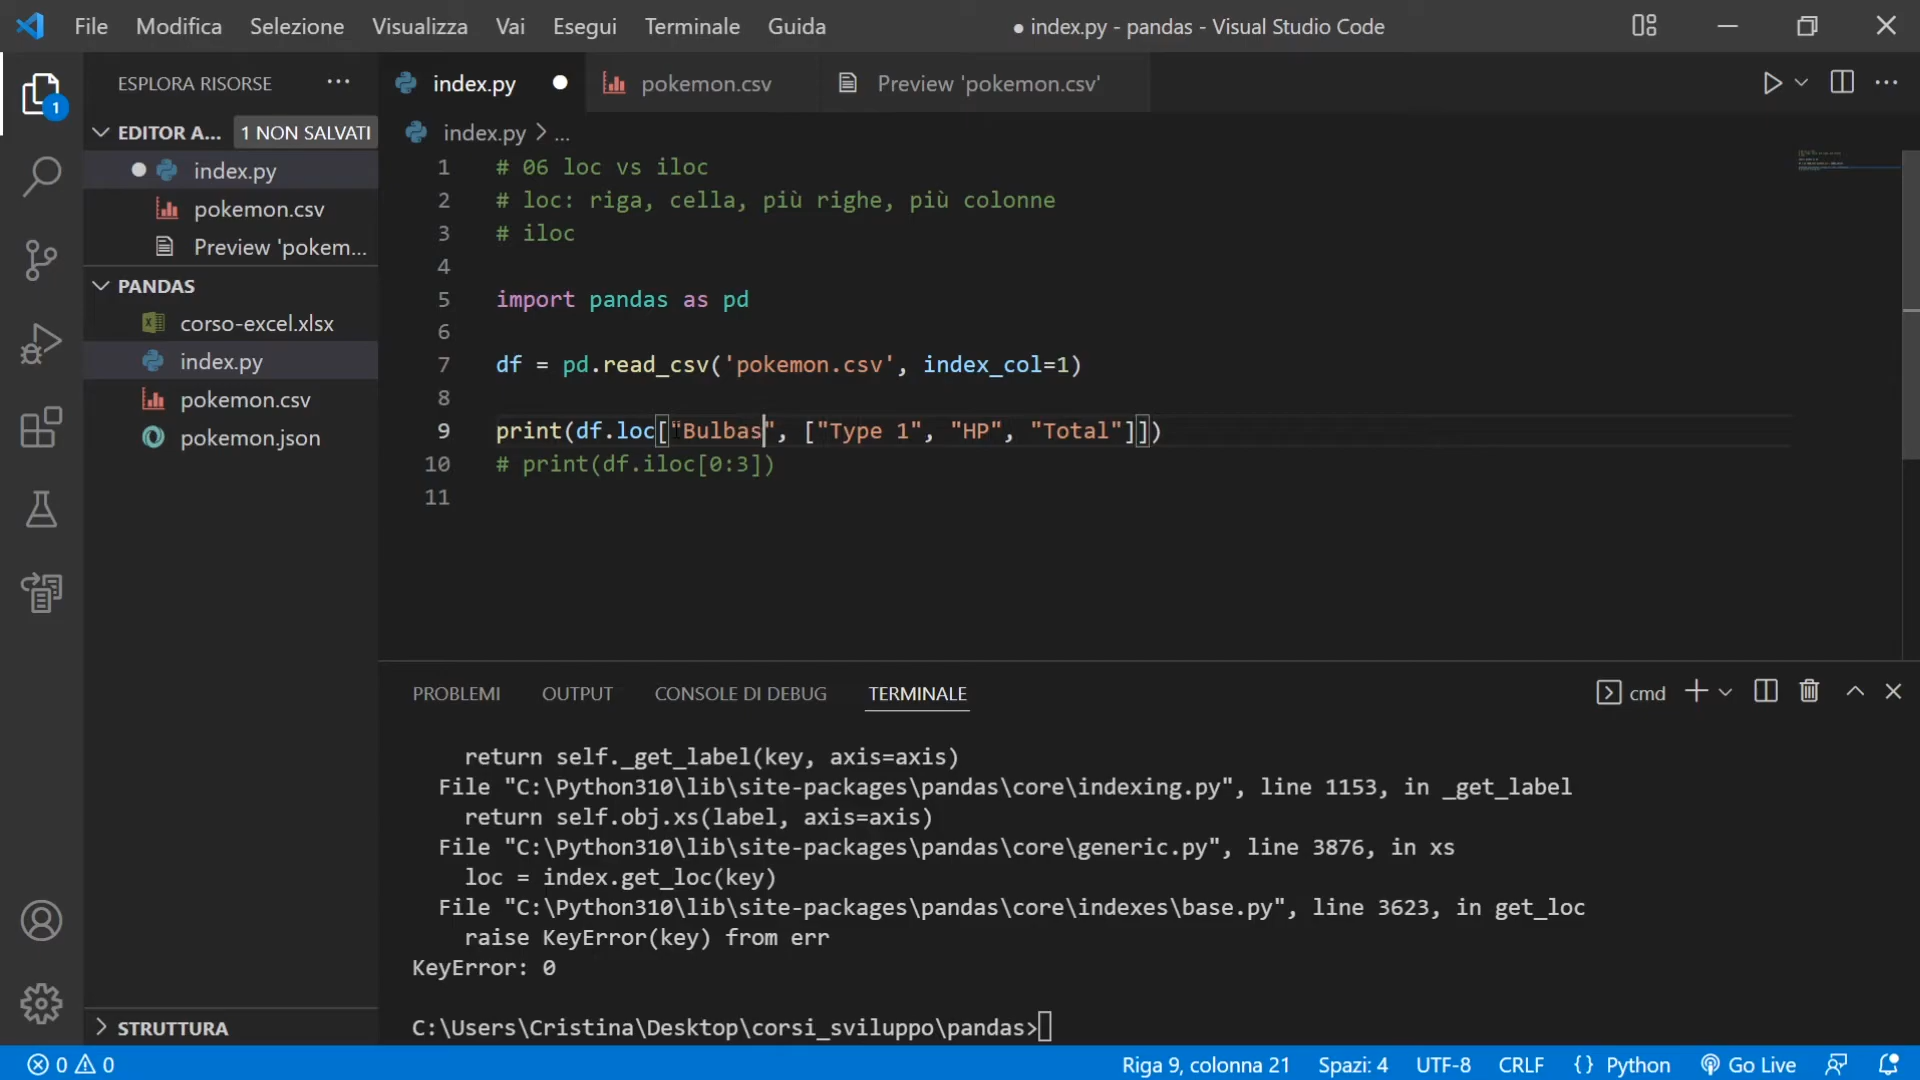 File Modifica Selezione Visualizza Vai Esegui Terminale Guida
● index.py - pandas - Visual Studio Code
ESPLORA RISORSE ...
EDITOR A... 1 NON SALVATI
index.py
pokemon.csv
Preview 'pokem...
PANDAS
corso-excel.xlsx
index.py
pokemon.csv
pokemon.json
STRUTTURA
1
index.py pokemon.csv Preview 'pokemon.csv'
index.py > ...
1 # 06 loc vs iloc
2 # loc: riga, cella, più righe, più colonne
3 # iloc
4
5 import pandas as pd
6
7 df = pd.read_csv('pokemon.csv', index_col=1)
8
9 print(df.loc["Bulbas", ["Type 1", "HP", "Total"]])
10 # print(df.iloc[0:3])
11
PROBLEMI OUTPUT CONSOLE DI DEBUG TERMINALE
cmd
return self._get_label(key, axis=axis)
File "C:\Python310\lib\site-packages\pandas\core\indexing.py", line 1153, in _get_label
return self.obj.xs(label, axis=axis)
File "C:\Python310\lib\site-packages\pandas\core\generic.py", line 3876, in xs
loc = index.get_loc(key)
File "C:\Python310\lib\site-packages\pandas\core\indexes\base.py", line 3623, in get_loc
raise KeyError(key) from err
KeyError: 0
C:\Users\Cristina\Desktop\corsi_sviluppo\pandas>
0 0
Riga 9, colonna 21 Spazi: 4 UTF-8 CRLF {} Python Go Live